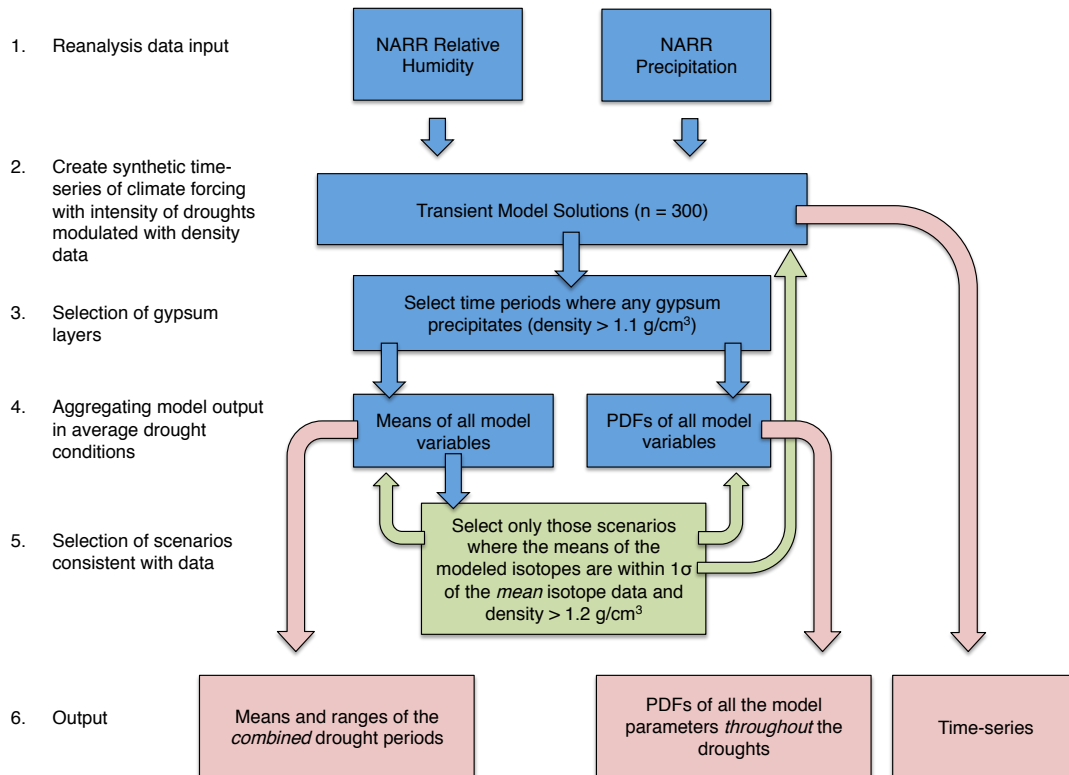 1. Reanalysis data input
NARR Relative
Humidity
NARR
Precipitation
2. Create synthetic time-
series of climate forcing
with intensity of droughts
modulated with density
data
Transient Model Solutions (n = 300)
3. Selection of gypsum
layers
Select time periods where any gypsum
precipitates (density > 1.1 g/cm³)
4. Aggregating model output
in average drought
conditions
Means of all model
variables
PDFs of all model
variables
5. Selection of scenarios
consistent with data
Select only those scenarios
where the means of the
modeled isotopes are within 1σ
of the mean isotope data and
density > 1.2 g/cm³
6. Output
Means and ranges of the
combined drought periods
PDFs of all the model
parameters throughout the
droughts
Time-series